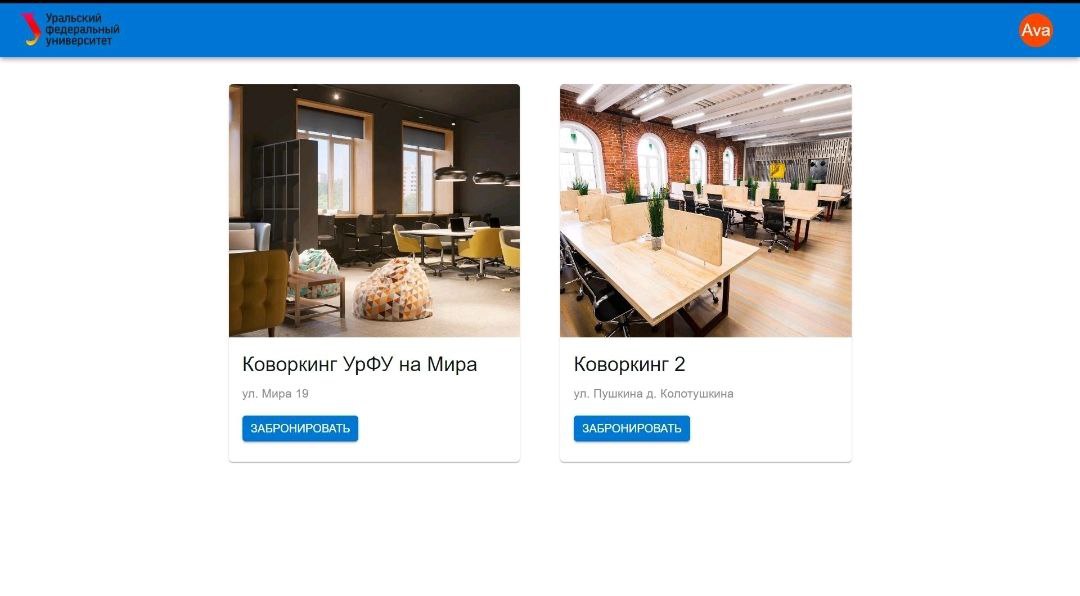 Уральский
федеральный
университет
Ava
Коворкинг УрФУ на Мира
ул. Мира 19
ЗАБРОНИРОВАТЬ
Коворкинг 2
ул. Пушкина д. Колотушкина
ЗАБРОНИРОВАТЬ